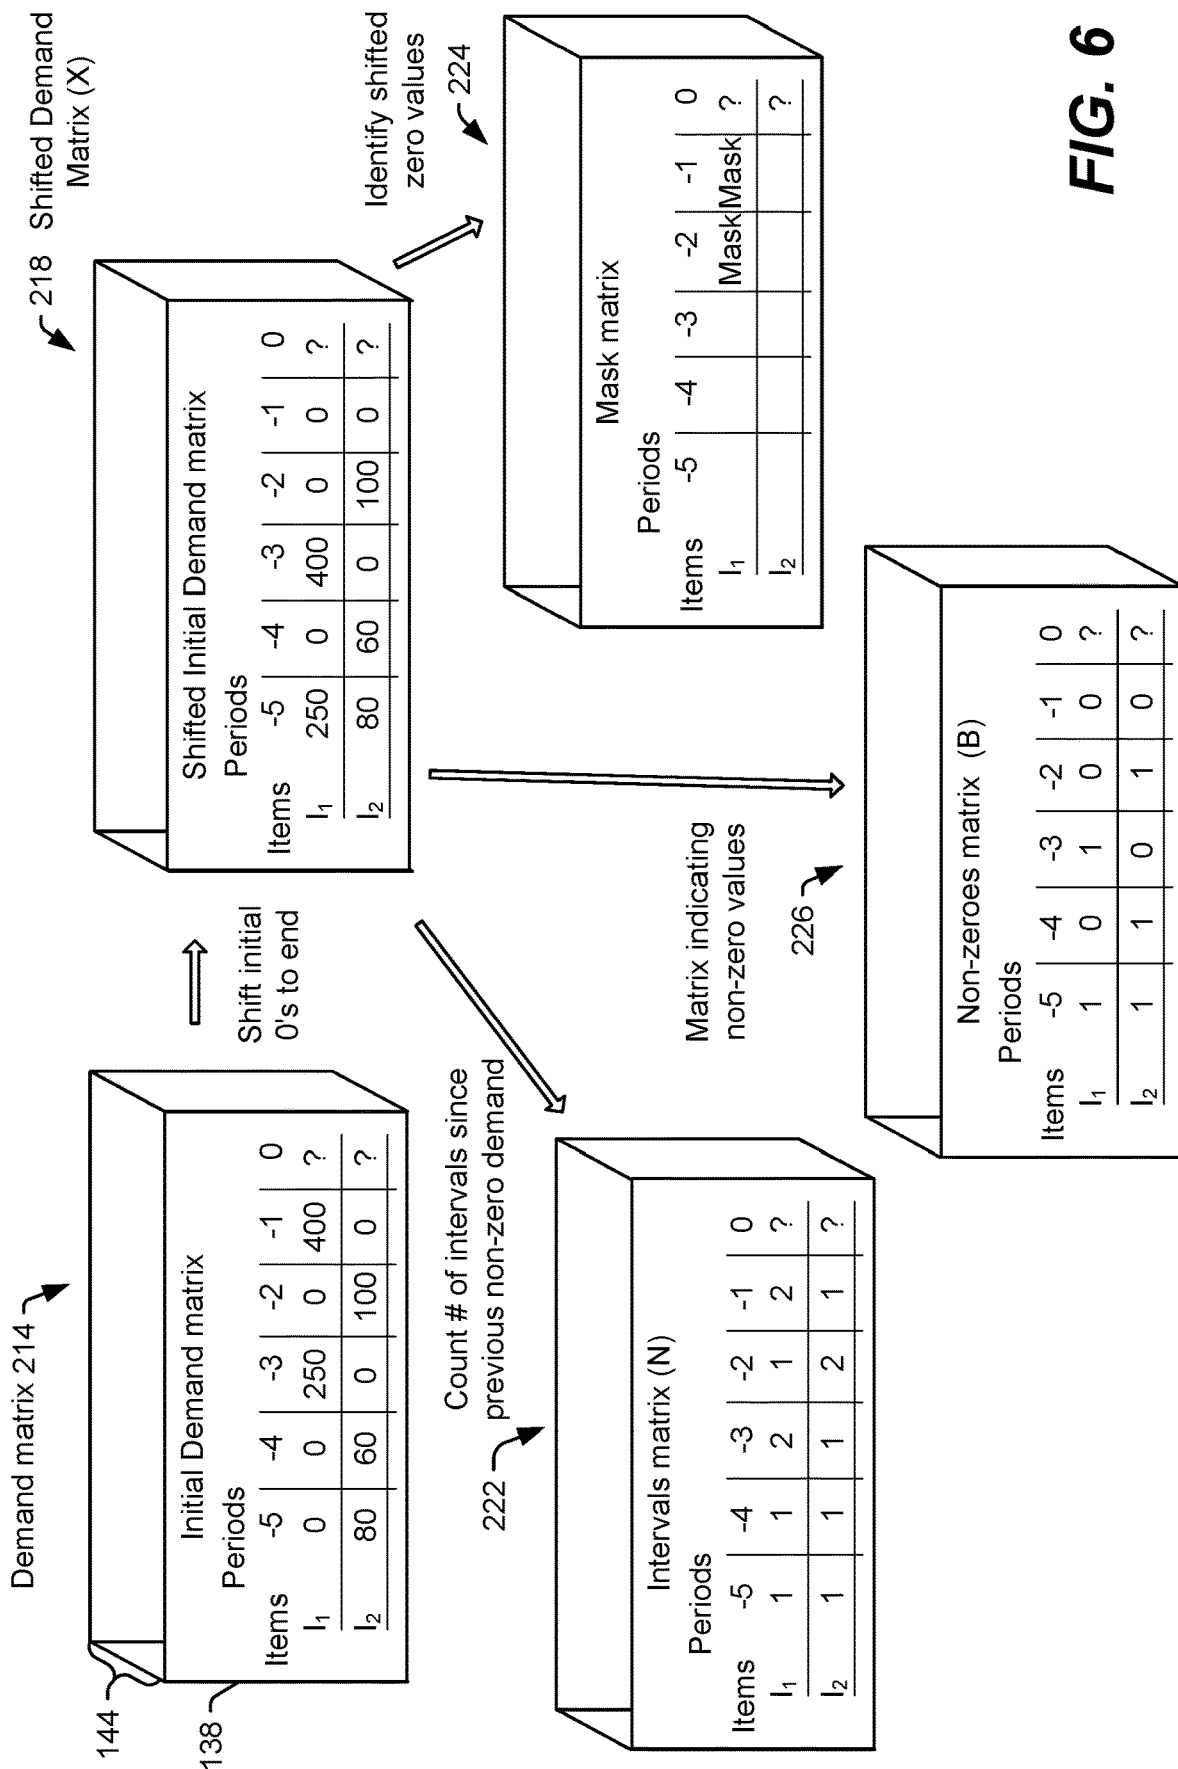 Demand matrix 214
144
138
Initial Demand matrix
Periods
Items -5 -4 -3 -2 -1 0
I₁ 0 0 250 0 400 ?
I₂ 80 60 0 100 0 ?
Shift initial
0's to end
218 Shifted Demand
Matrix (X)
Shifted Initial Demand matrix
Periods
Items -5 -4 -3 -2 -1 0
I₁ 250 0 400 0 0 ?
I₂ 80 60 0 100 0 ?
Count # of intervals since
previous non-zero demand
222
Intervals matrix (N)
Periods
Items -5 -4 -3 -2 -1 0
I₁ 1 1 2 1 2 ?
I₂ 1 1 1 2 1 ?
Matrix indicating
non-zero values
226
Non-zeroes matrix (B)
Periods
Items -5 -4 -3 -2 -1 0
I₁ 1 0 1 0 0 ?
I₂ 1 1 0 1 0 ?
Identify shifted
zero values
224
Mask matrix
Periods
Items -5 -4 -3 -2 -1 0
I₁ Mask Mask ?
I₂ ?
FIG. 6